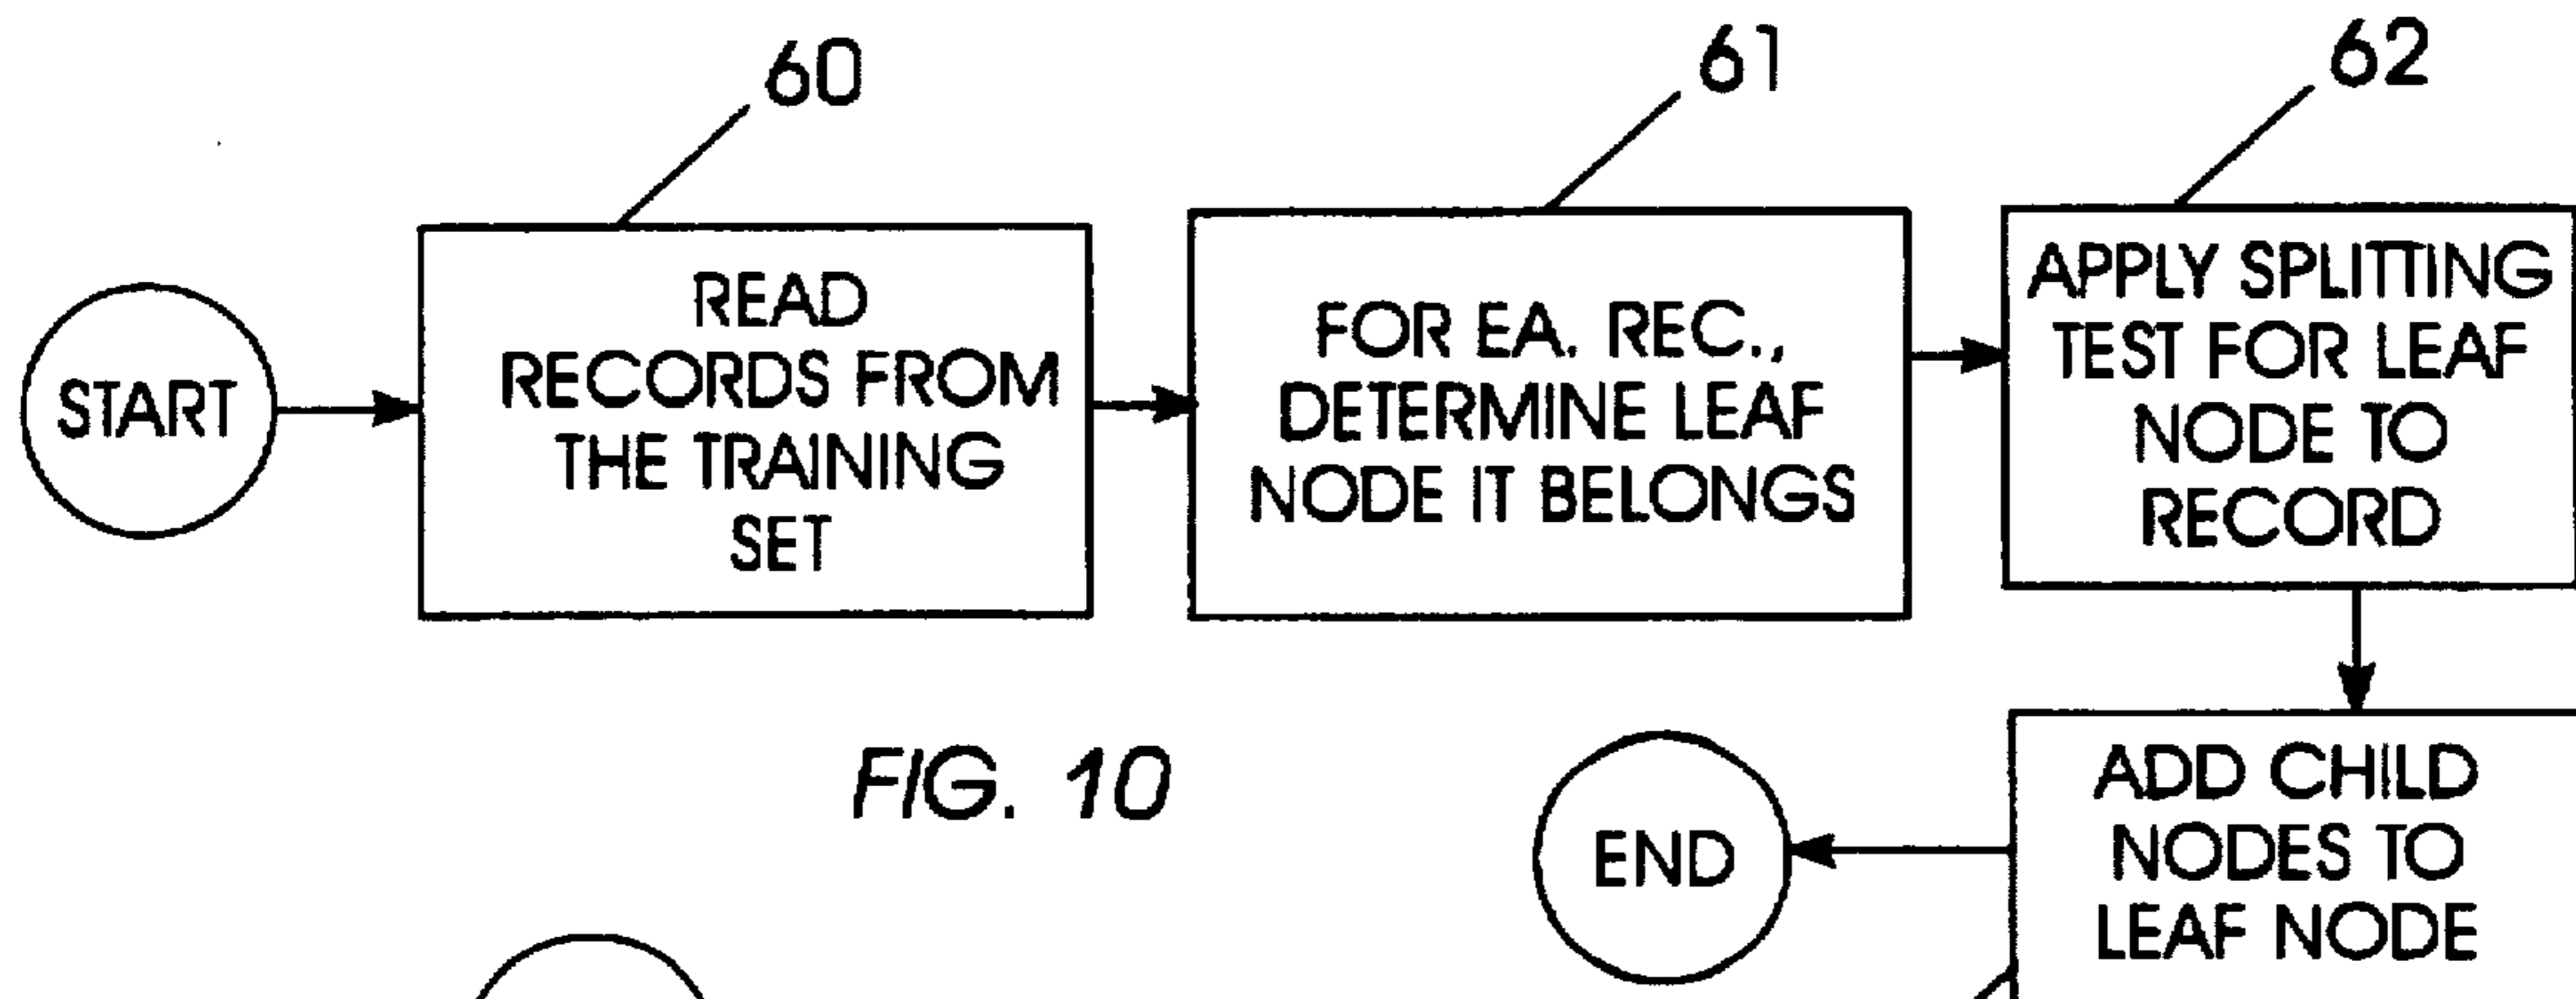 60
61
62
START
READ
RECORDS FROM
THE TRAINING
SET
FOR EA. REC.,
DETERMINE LEAF
NODE IT BELONGS
APPLY SPLITTING
TEST FOR LEAF
NODE TO
RECORD
ADD CHILD
NODES TO
LEAF NODE
END
FIG. 10